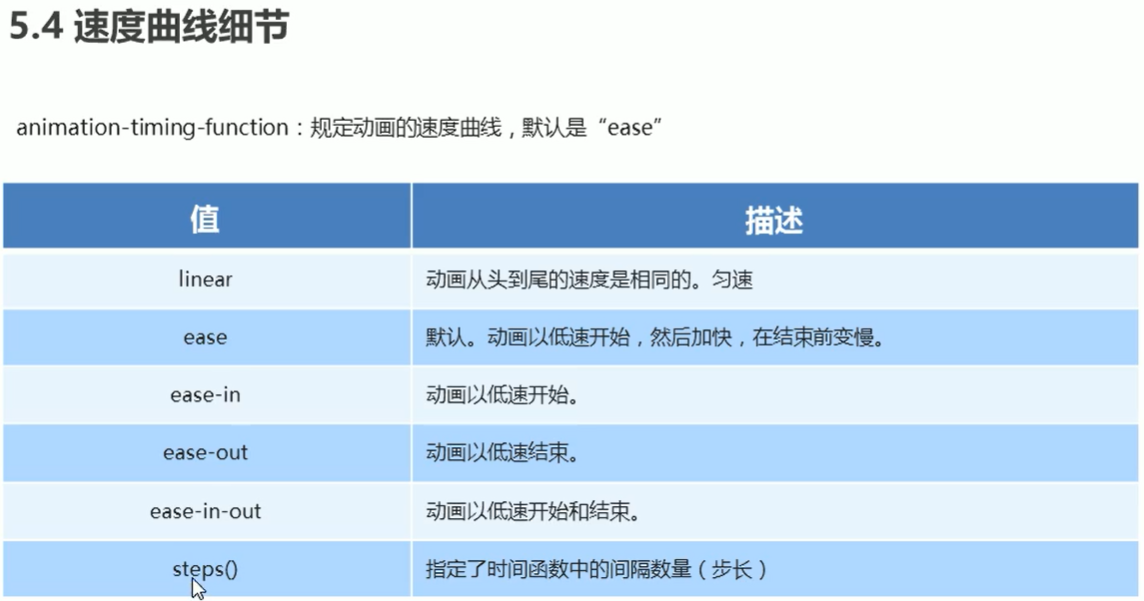 5.4 速度曲线细节
animation-timing-function：规定动画的速度曲线，默认是“ease”
值 描述
linear 动画从头到尾的速度是相同的。匀速
ease 默认。动画以低速开始，然后加快，在结束前变慢。
ease-in 动画以低速开始。
ease-out 动画以低速结束。
ease-in-out 动画以低速开始和结束。
steps() 指定了时间函数中的间隔数量（步长）